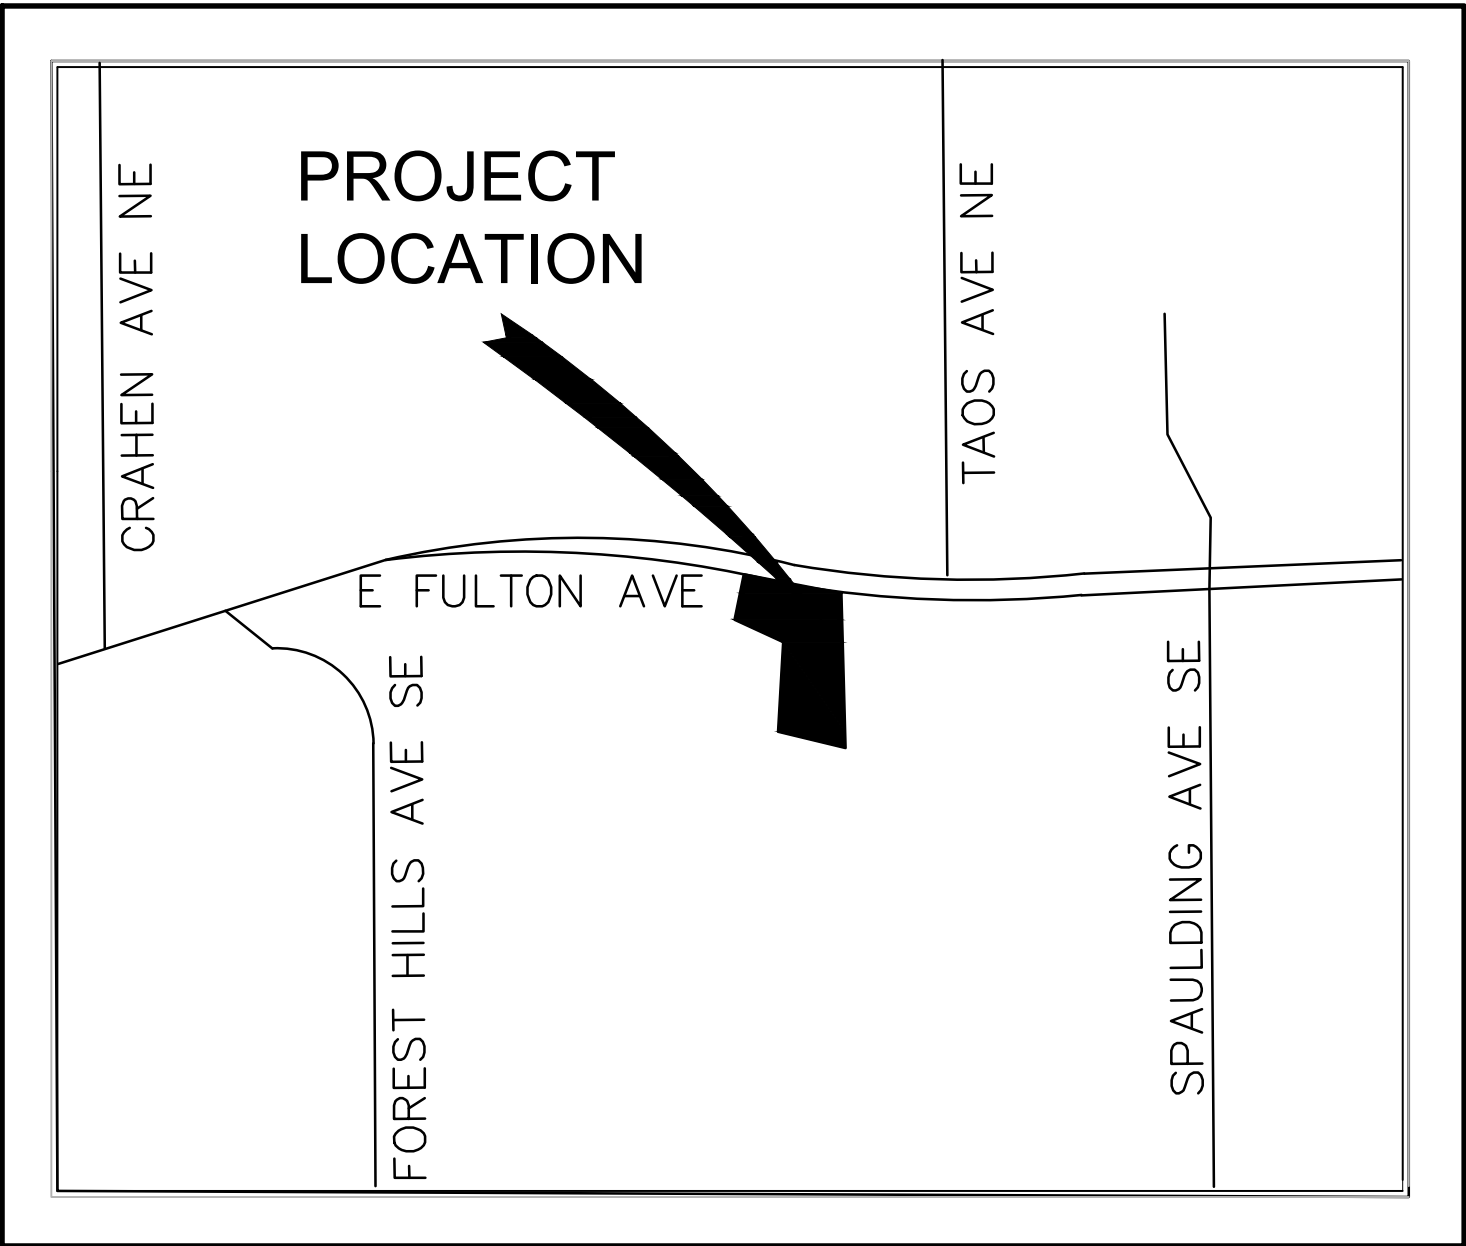 PROJECT
LOCATION
CRAHEN AVE NE
TAOS AVE NE
E FULTON AVE
FOREST HILLS AVE SE
SPAULDING AVE SE